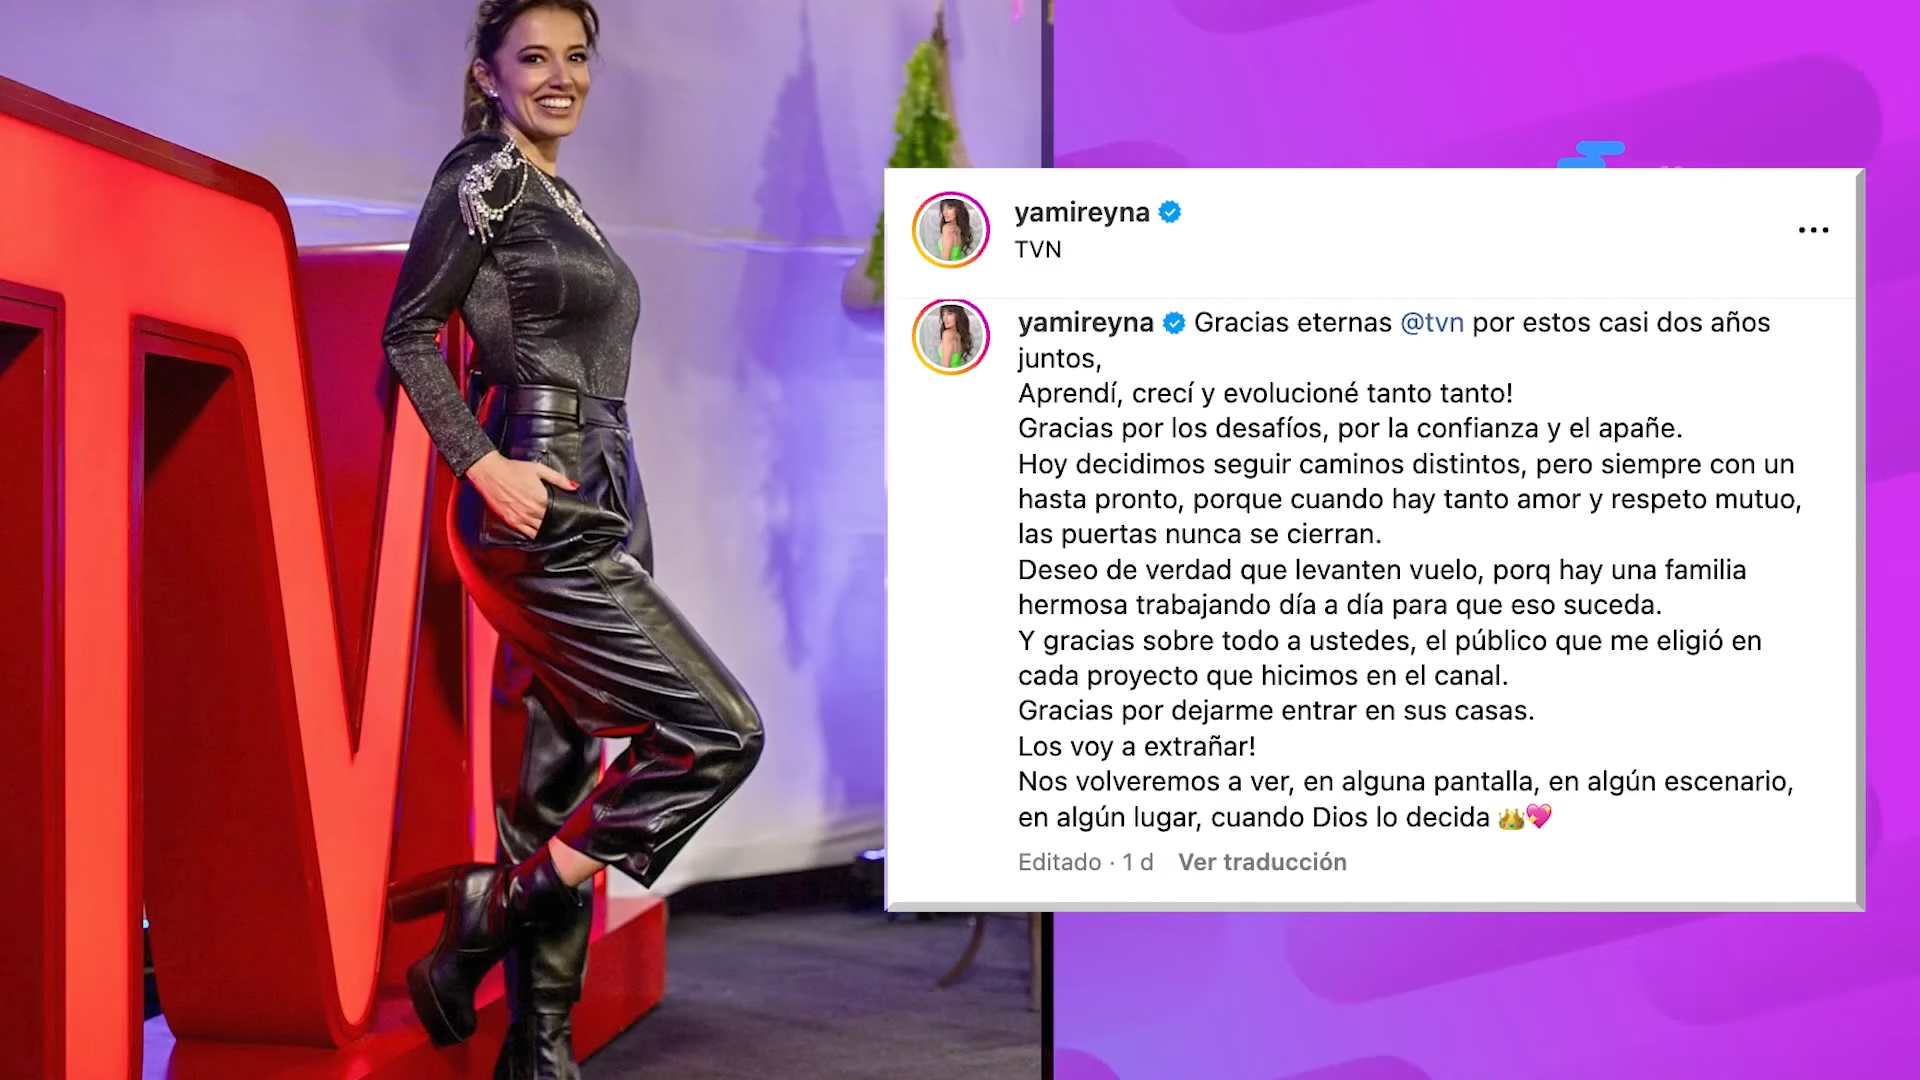 TV
yamireyna
TVN
yamireyna Gracias eternas @tvn por estos casi dos años
juntos,
Aprendí, crecí y evolucioné tanto tanto!
Gracias por los desafíos, por la confianza y el apañe.
Hoy decidimos seguir caminos distintos, pero siempre con un
hasta pronto, porque cuando hay tanto amor y respeto mutuo,
las puertas nunca se cierran.
Deseo de verdad que levanten vuelo, porq hay una familia
hermosa trabajando día a día para que eso suceda.
Y gracias sobre todo a ustedes, el público que me eligió en
cada proyecto que hicimos en el canal.
Gracias por dejarme entrar en sus casas.
Los voy a extrañar!
Nos volveremos a ver, en alguna pantalla, en algún escenario,
en algún lugar, cuando Dios lo decida 👑💖
Editado · 1 d Ver traducción